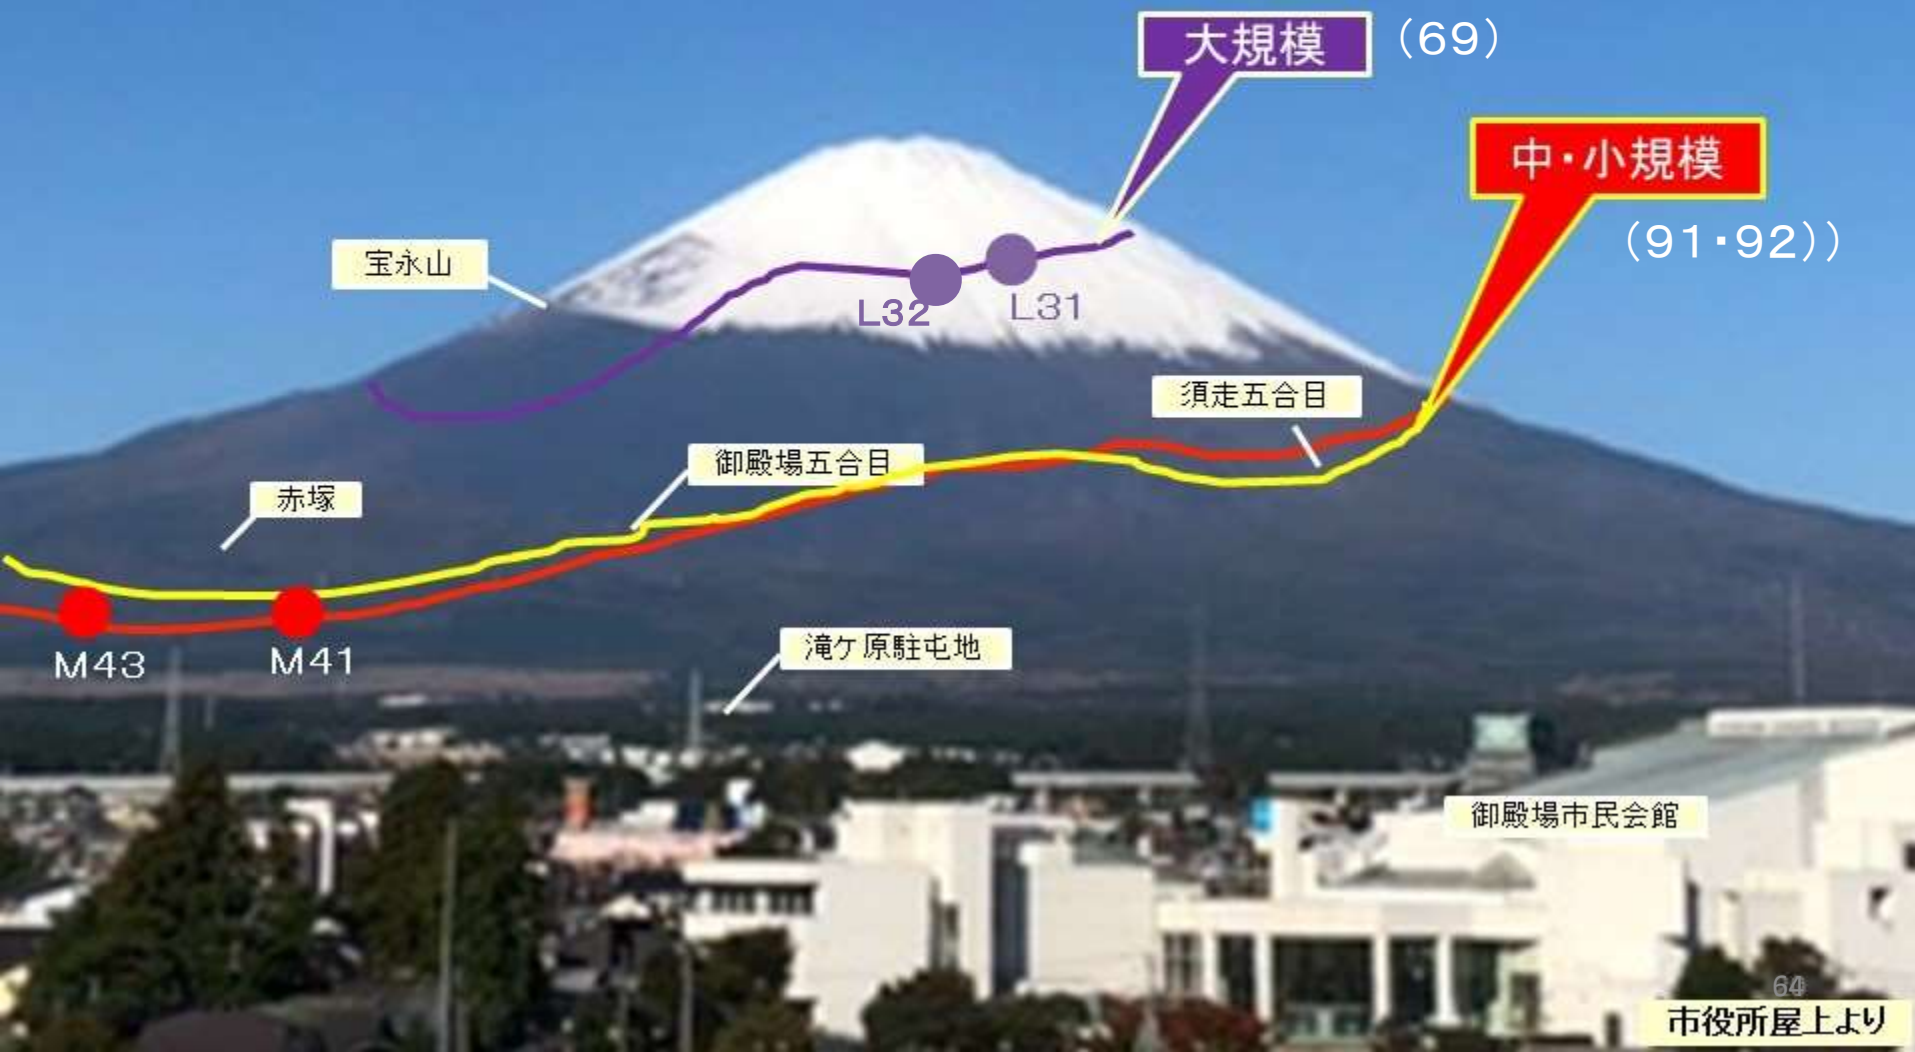 大規模
（69）
中・小規模
（91・92））
宝永山
L32
L31
須走五合目
御殿場五合目
赤塚
M43
M41
滝ケ原駐屯地
御殿場市民会館
市役所屋上より